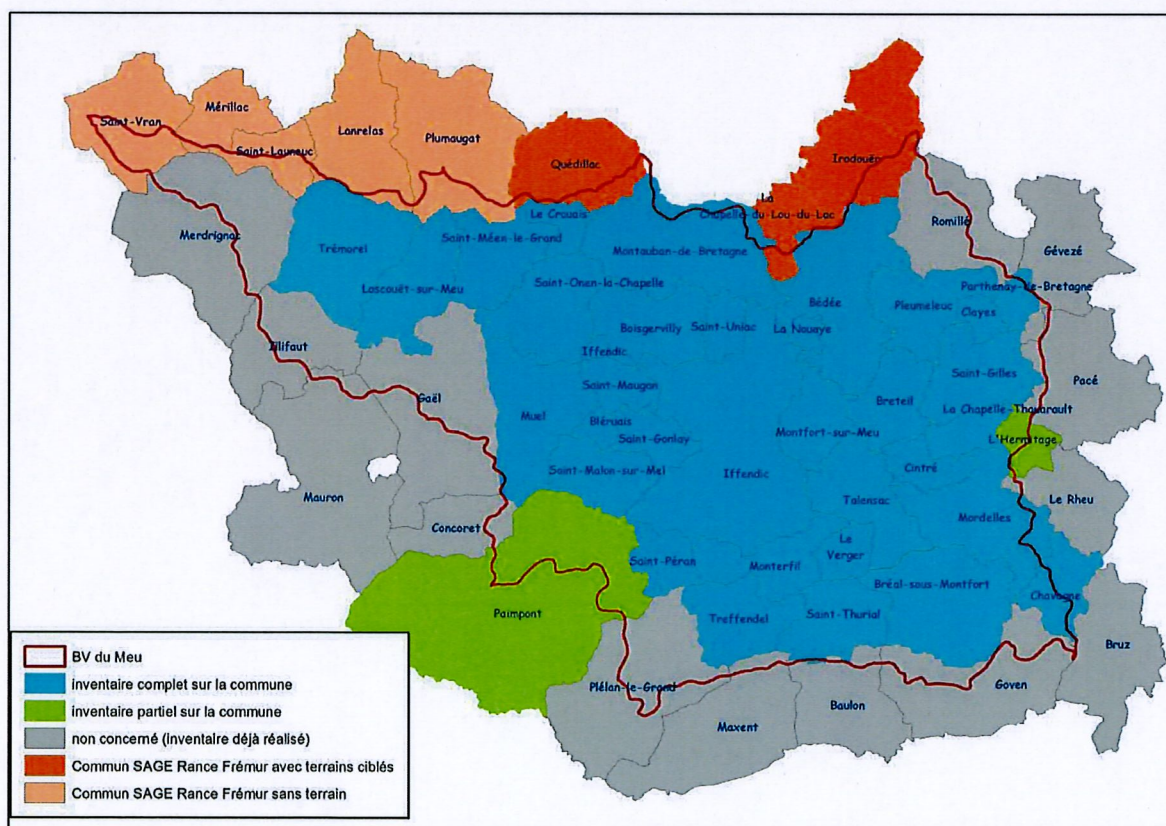 Saint-Vran
Mérillac
Saint-Launeuc
Lanrelas
Plumaugat
Quédillac
Irodouër
La
Chapelle-du-Lou-du-Lac
Le Crouais
Romillé
Gévezé
Merdrignac
Trémorel
Saint-Méen-le-Grand
Montauban-de-Bretagne
Loscouët-sur-Meu
Saint-Onen-la-Chapelle
Parthenay-de-Bretagne
Bédée
Pleumeleuc
Clayes
Boisgervilly
Saint-Uniac
La Nouaye
Illifaut
Iffendic
Saint-Gilles
Pacé
Gaël
Saint-Maugan
Breteil
La Chapelle-Thouarault
Muel
Bléruais
Saint-Gonlay
Montfort-sur-Meu
L'Hermitage
Saint-Malon-sur-Mel
Iffendic
Cintré
Mauron
Talensac
Le Rheu
Concoret
Mordelles
Le
Verger
Saint-Péran
Monterfil
Bréal-sous-Montfort
Chavagne
Paimpont
Treffendel
Saint-Thurial
Bruz
Plélan-le-Grand
Goven
Maxent
Baulon
BV du Meu
inventaire complet sur la commune
inventaire partiel sur la commune
non concerné (inventaire déjà réalisé)
Commun SAGE Rance Frémur avec terrains ciblés
Commun SAGE Rance Frémur sans terrain